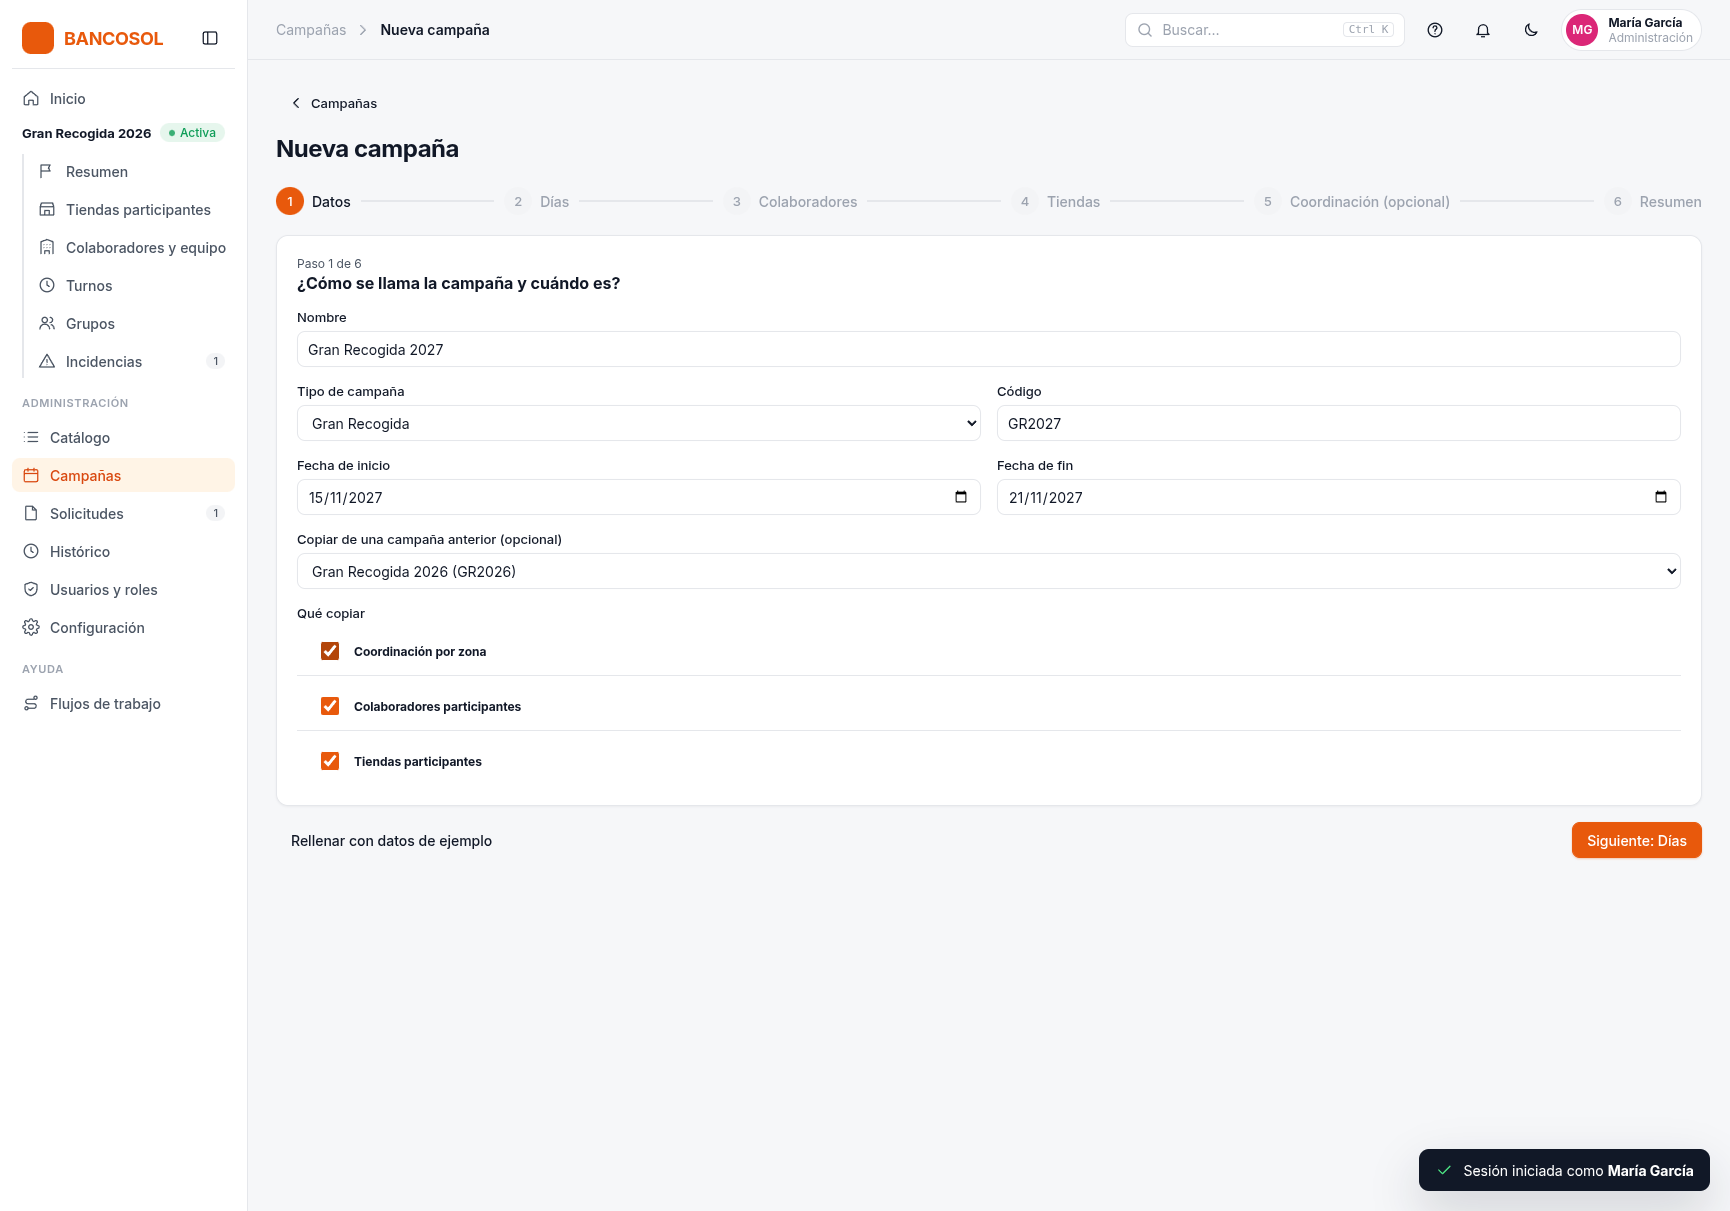 BANCOSOL
Campañas > Nueva campaña
Buscar... Ctrl K
MG María García
Administración
Inicio
Gran Recogida 2026 Activa
Resumen
Tiendas participantes
Colaboradores y equipo
Turnos
Grupos
Incidencias 1
ADMINISTRACIÓN
Catálogo
Campañas
Solicitudes 1
Histórico
Usuarios y roles
Configuración
AYUDA
Flujos de trabajo
Campañas
Nueva campaña
1 Datos 2 Días 3 Colaboradores 4 Tiendas 5 Coordinación (opcional) 6 Resumen
Paso 1 de 6
¿Cómo se llama la campaña y cuándo es?
Nombre
Gran Recogida 2027
Tipo de campaña Código
Gran Recogida GR2027
Fecha de inicio Fecha de fin
15/11/2027 21/11/2027
Copiar de una campaña anterior (opcional)
Gran Recogida 2026 (GR2026)
Qué copiar
Coordinación por zona
Colaboradores participantes
Tiendas participantes
Rellenar con datos de ejemplo Siguiente: Días
Sesión iniciada como María García